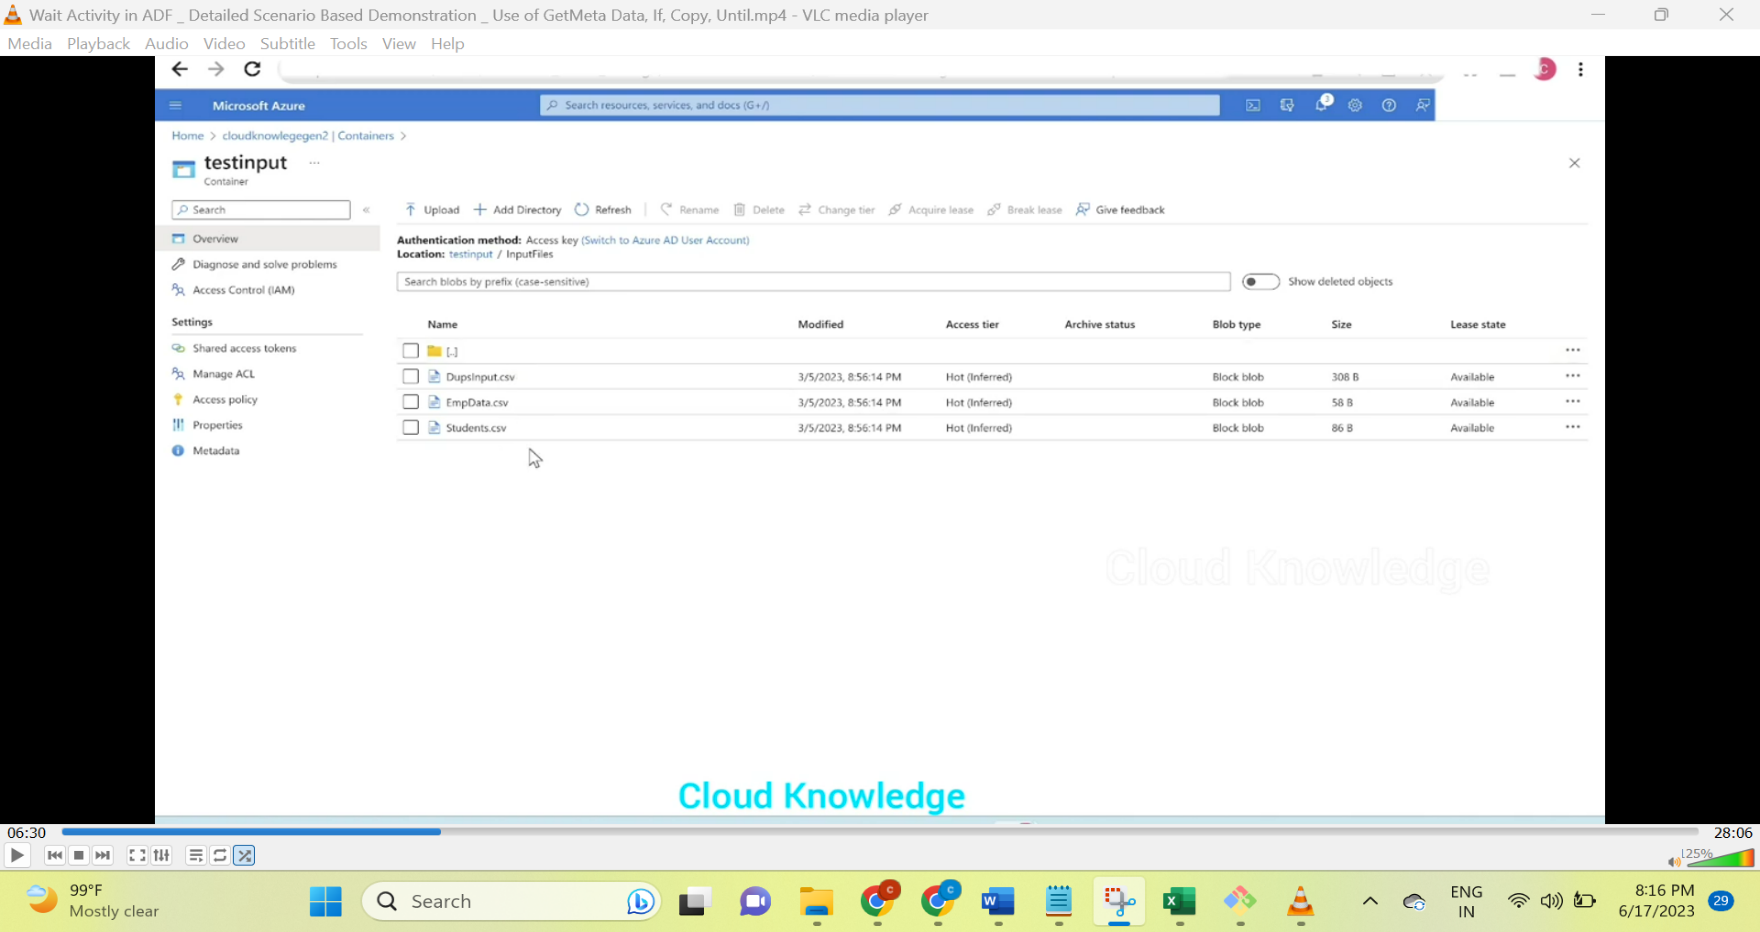 Wait Activity in ADF _ Detailed Scenario Based Demonstration _ Use of GetMeta Data, If, Copy, Until.mp4 - VLC media player
Media Playback Audio Video Subtitle Tools View Help
C
Microsoft Azure
Search resources, services, and docs (G+/)
3
Home > cloudknowlegegen2 | Containers >
testinput ...
Container
Search «
Upload + Add Directory Refresh | Rename Delete Change tier Acquire lease Break lease Give feedback
Overview
Diagnose and solve problems
Access Control (IAM)
Settings
Shared access tokens
Manage ACL
Access policy
Properties
Metadata
Authentication method: Access key (Switch to Azure AD User Account)
Location: testinput / InputFiles
Search blobs by prefix (case-sensitive)
Show deleted objects
Name Modified Access tier Archive status Blob type Size Lease state
[..] ...
DupsInput.csv 3/5/2023, 8:56:14 PM Hot (Inferred) Block blob 308 B Available ...
EmpData.csv 3/5/2023, 8:56:14 PM Hot (Inferred) Block blob 58 B Available ...
Students.csv 3/5/2023, 8:56:14 PM Hot (Inferred) Block blob 86 B Available ...
Cloud Knowledge
Cloud Knowledge
06:30 28:06
125%
99°F
Mostly clear
Search
C
C
W
X
ENG
IN
8:16 PM
6/17/2023
29